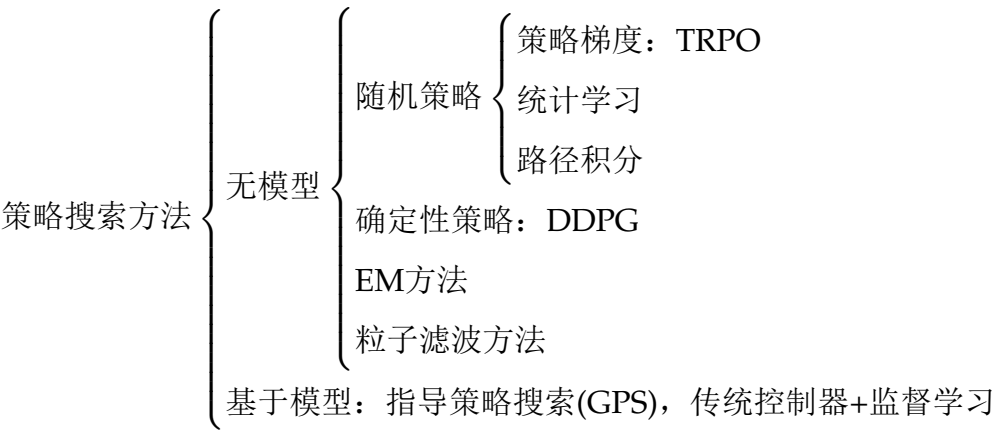 策略搜索方法
无模型
随机策略
策略梯度：TRPO
统计学习
路径积分
确定性策略：DDPG
EM方法
粒子滤波方法
基于模型：指导策略搜索(GPS)，传统控制器+监督学习